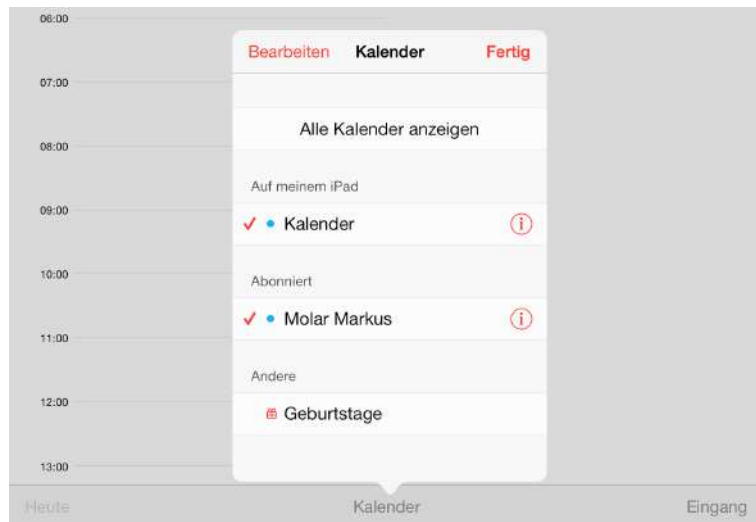 06:00
Bearbeiten Kalender Fertig
07:00
Alle Kalender anzeigen
08:00
Auf meinem iPad
09:00
Kalender
10:00
Abonniert
Molar Markus
11:00
Andere
12:00
Geburtstage
13:00
Heute Kalender Eingang